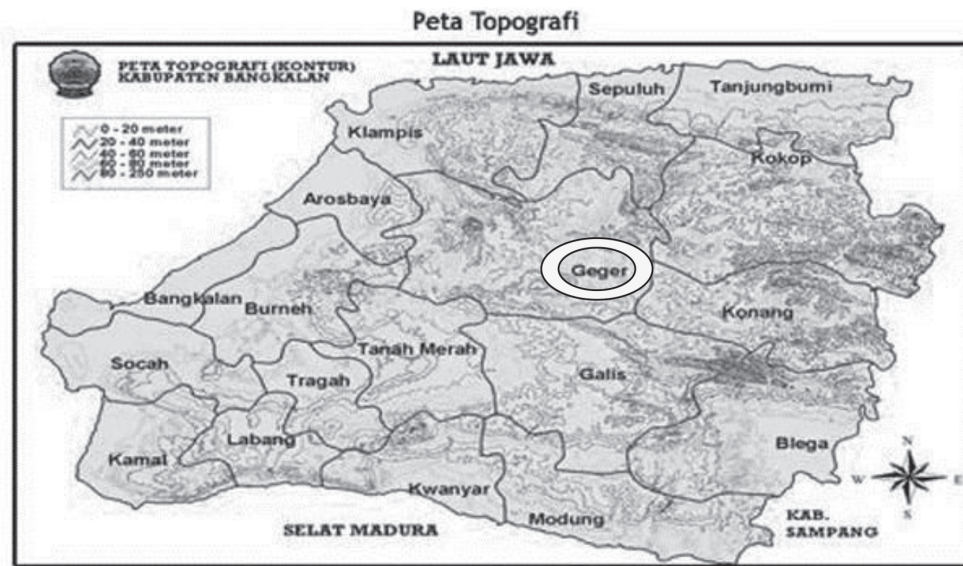 Peta Topografi
PETA TOPOGRAFI (KONTUR)
KABUPATEN BANGKALAN
LAUT JAWA
0 - 20 meter
20 - 40 meter
40 - 60 meter
60 - 80 meter
80 - 250 meter
Sepuluh
Tanjungbumi
Klampis
Kokop
Arosbaya
Geger
Bangkalan
Burneh
Konang
Tanah Merah
Socah
Tragah
Galis
Labang
Blega
Kamal
Kwanyar
Modung
N
W
E
S
SELAT MADURA
KAB.
SAMPANG